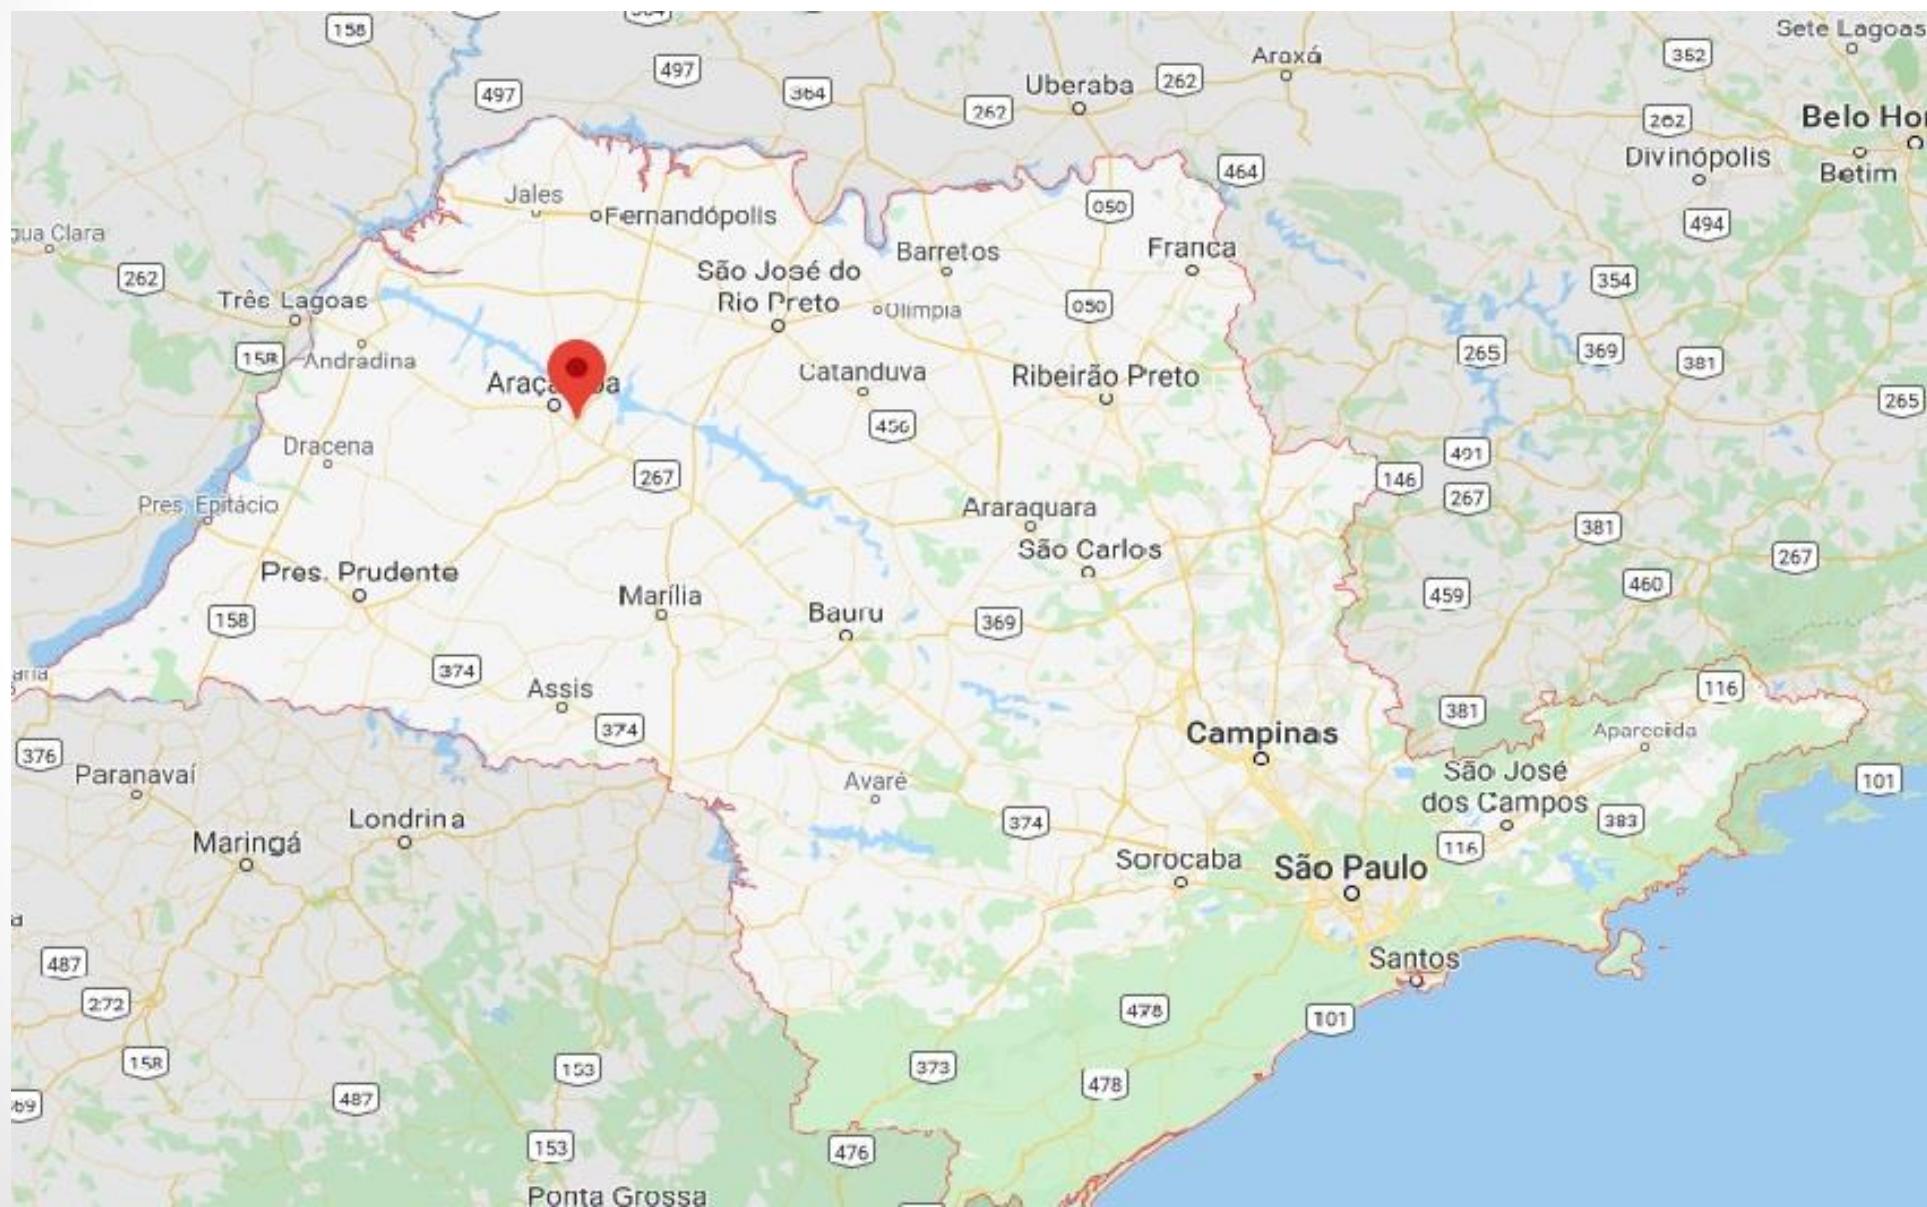 158
364
497
497
364
Uberaba
262
262
Araxá
352
Sete Lagoas
262
Divinópolis
Belo Hor
Betim
464
494
Jales
Fernandópolis
050
gua Clara
262
Barretos
Franca
São José do
Rio Preto
354
Três Lagoas
Olímpia
050
158
Andradina
265
369
381
265
Catanduva
Ribeirão Preto
Dracena
456
491
267
146
267
Pres. Epitácio
Araraquara
São Carlos
381
267
Pres. Prudente
158
Marília
Bauru
369
459
460
374
Assis
374
381
116
376
Paranavaí
Campinas
Aparecida
São José
dos Campos
101
Avaré
374
383
116
Londrina
Maringá
Sorocaba
São Paulo
487
272
Santos
478
101
158
153
373
478
487
69
153
476
Ponta Grossa